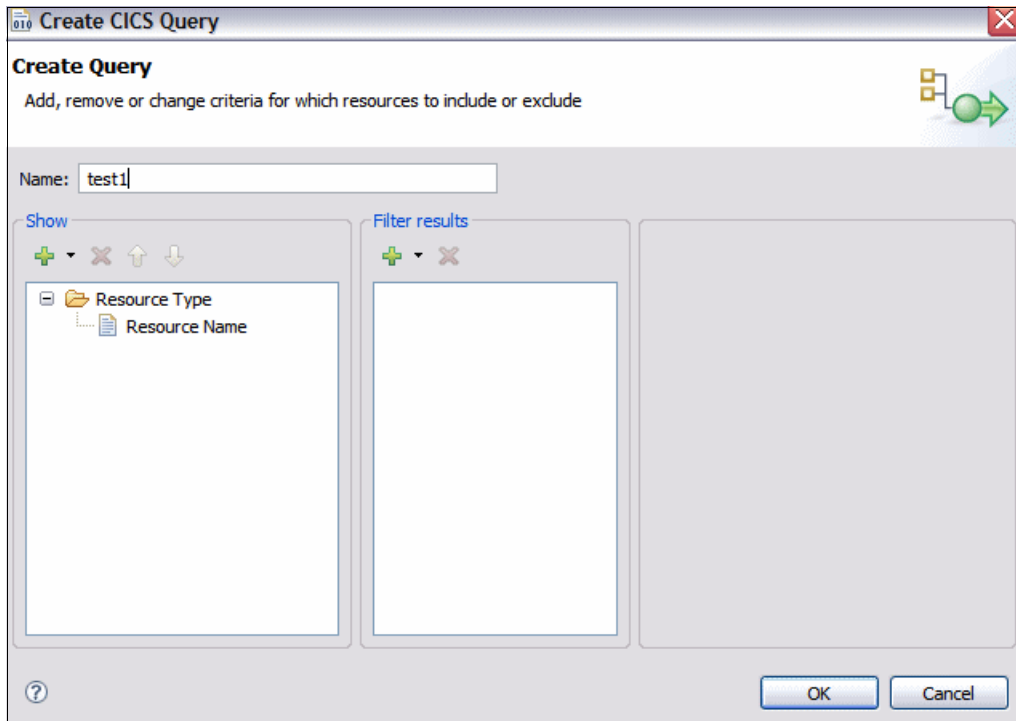 010 Create CICS Query
Create Query
Add, remove or change criteria for which resources to include or exclude
Name: test1
Show
Filter results
Resource Type
Resource Name
?
OK
Cancel